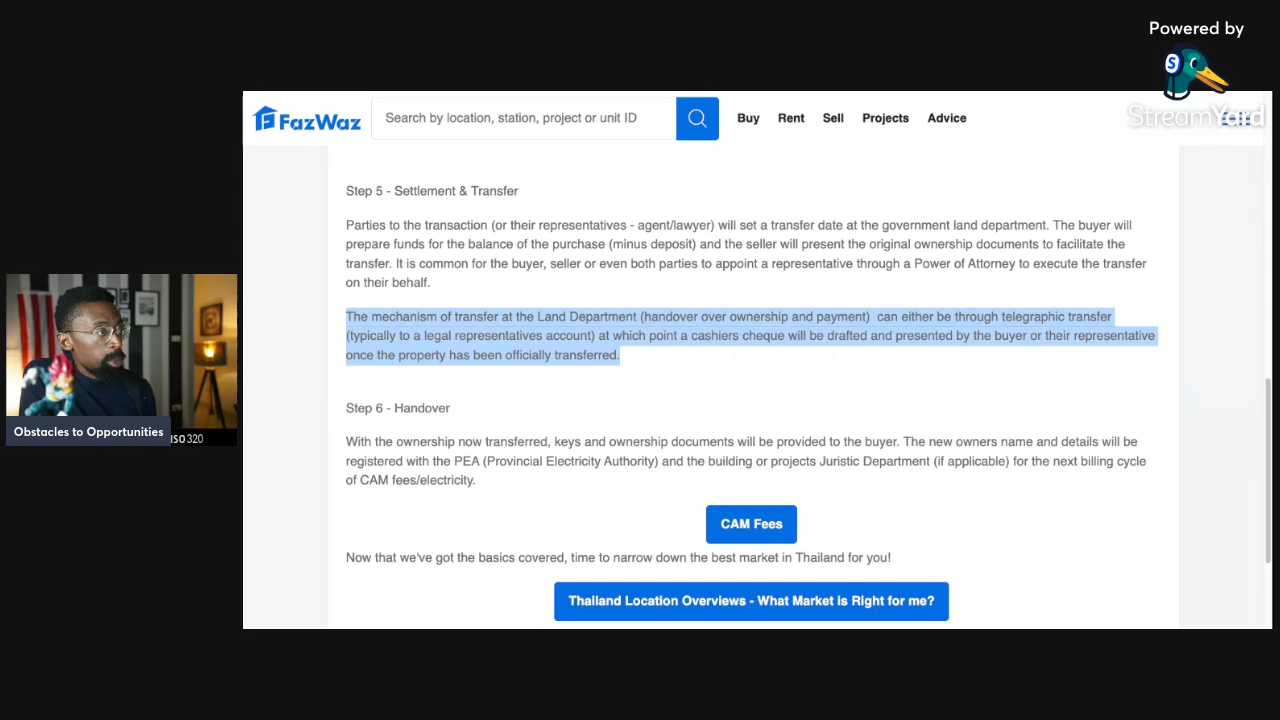 Powered by
S
StreamYard
FazWaz
Search by location, station, project or unit ID
Buy Rent Sell Projects Advice
Step 5 - Settlement & Transfer
Parties to the transaction (or their representatives - agent/lawyer) will set a transfer date at the government land department. The buyer will
prepare funds for the balance of the purchase (minus deposit) and the seller will present the original ownership documents to facilitate the
transfer. It is common for the buyer, seller or even both parties to appoint a representative through a Power of Attorney to execute the transfer
on their behalf.
The mechanism of transfer at the Land Department (handover over ownership and payment) can either be through telegraphic transfer
(typically to a legal representatives account) at which point a cashiers cheque will be drafted and presented by the buyer or their representative
once the property has been officially transferred.
Step 6 - Handover
With the ownership now transferred, keys and ownership documents will be provided to the buyer. The new owners name and details will be
registered with the PEA (Provincial Electricity Authority) and the building or projects Juristic Department (if applicable) for the next billing cycle
of CAM fees/electricity.
CAM Fees
Now that we've got the basics covered, time to narrow down the best market in Thailand for you!
Thailand Location Overviews - What Market is Right for me?
Obstacles to Opportunities
ISO 320